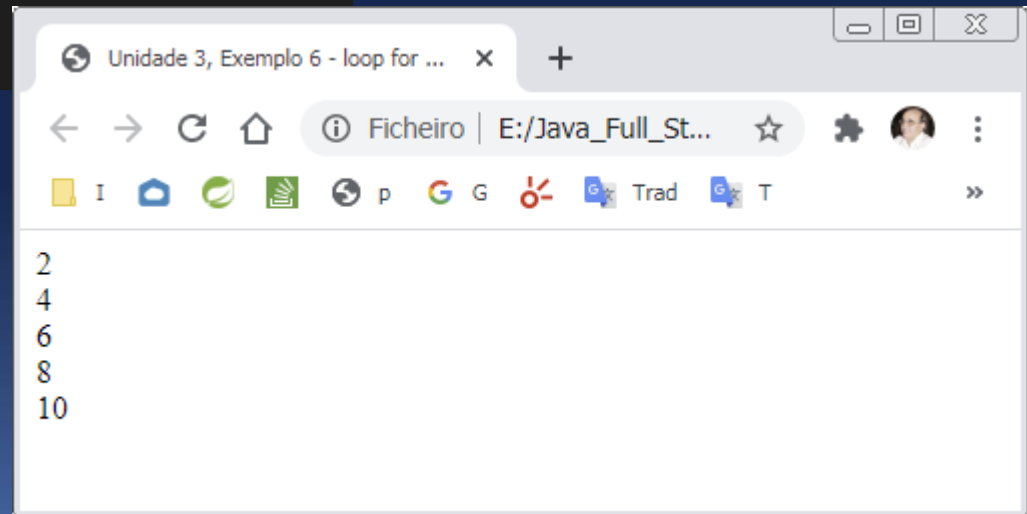 Unidade 3, Exemplo 6 - loop for ...
Ficheiro | E:/Java_Full_St...
I p G G Trad G T
2
4
6
8
10